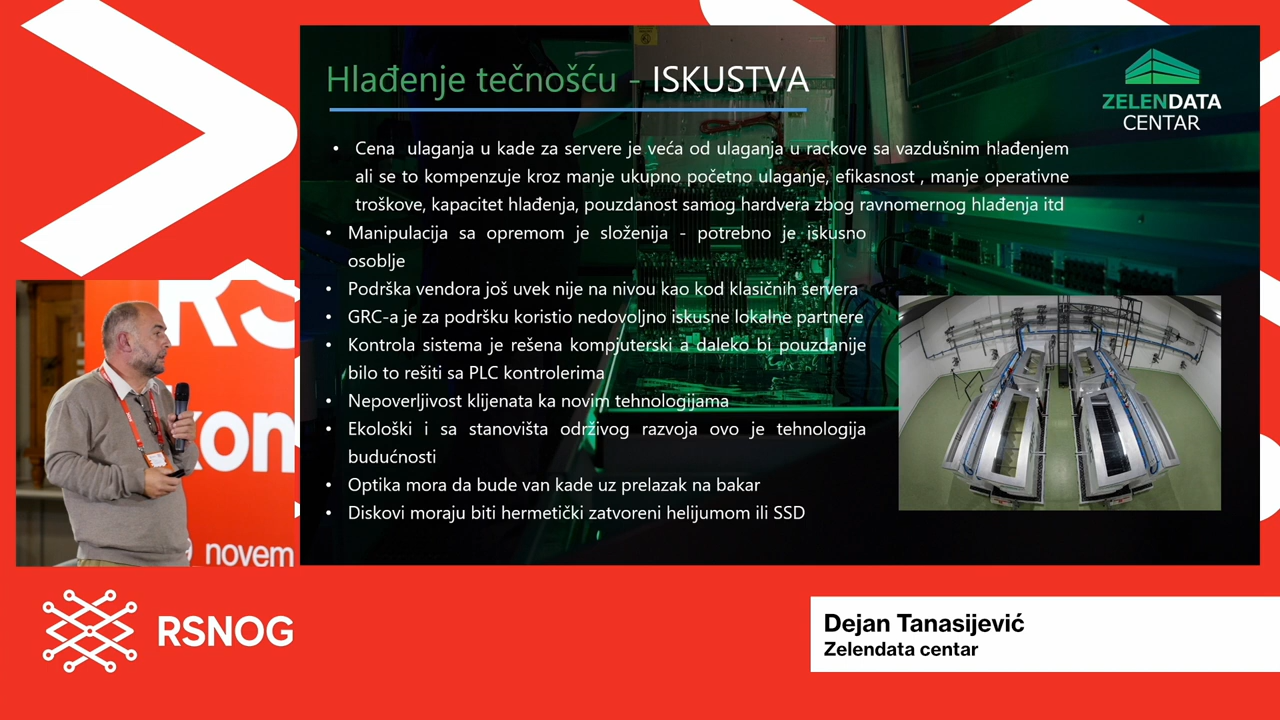 Hlađenje tečnošću - ISKUSTVA
ZELENDATA
CENTAR
• Cena ulaganja u kade za servere je veća od ulaganja u rackove sa vazdušnim hlađenjem
ali se to kompenzuje kroz manje ukupno početno ulaganje, efikasnost , manje operativne
troškove, kapacitet hlađenja, pouzdanost samog hardvera zbog ravnomernog hlađenja itd
• Manipulacija sa opremom je složenija - potrebno je iskusno
osoblje
• Podrška vendora još uvek nije na nivou kao kod klasičnih servera
• GRC-a je za podršku koristio nedovoljno iskusne lokalne partnere
• Kontrola sistema je rešena kompjuterski a daleko bi pouzdanije
bilo to rešiti sa PLC kontrolerima
• Nepoverljivost klijenata ka novim tehnologijama
• Ekološki i sa stanovišta održivog razvoja ovo je tehnologija
budućnosti
• Optika mora da bude van kade uz prelazak na bakar
• Diskovi moraju biti hermetički zatvoreni helijumom ili SSD
RSNOG
Dejan Tanasijević
Zelendata centar